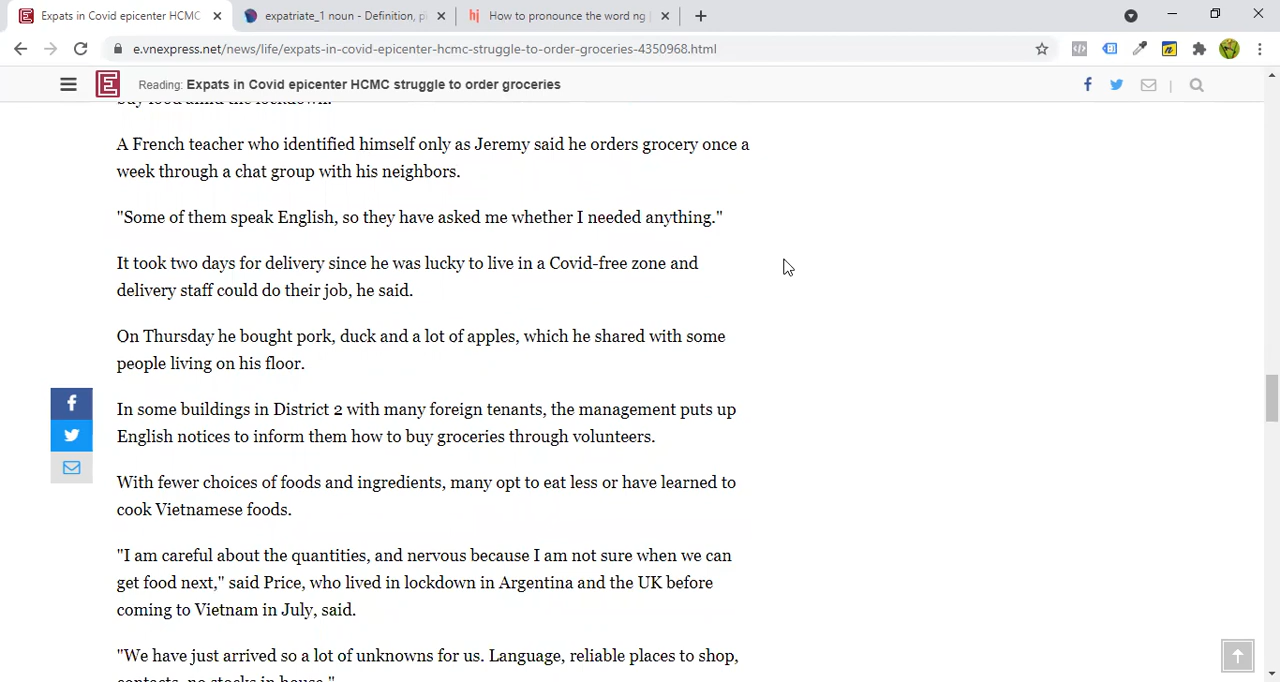 Expats in Covid epicenter HCMC
expatriate_1 noun - Definition, p
hj How to pronounce the word ng
e.vnexpress.net/news/life/expats-in-covid-epicenter-hcmc-struggle-to-order-groceries-4350968.html
Reading: Expats in Covid epicenter HCMC struggle to order groceries
buy food amid the lockdown.
A French teacher who identified himself only as Jeremy said he orders grocery once a
week through a chat group with his neighbors.
"Some of them speak English, so they have asked me whether I needed anything."
It took two days for delivery since he was lucky to live in a Covid-free zone and
delivery staff could do their job, he said.
On Thursday he bought pork, duck and a lot of apples, which he shared with some
people living on his floor.
In some buildings in District 2 with many foreign tenants, the management puts up
English notices to inform them how to buy groceries through volunteers.
With fewer choices of foods and ingredients, many opt to eat less or have learned to
cook Vietnamese foods.
"I am careful about the quantities, and nervous because I am not sure when we can
get food next," said Price, who lived in lockdown in Argentina and the UK before
coming to Vietnam in July, said.
"We have just arrived so a lot of unknowns for us. Language, reliable places to shop,
contacts, no stocks in house."